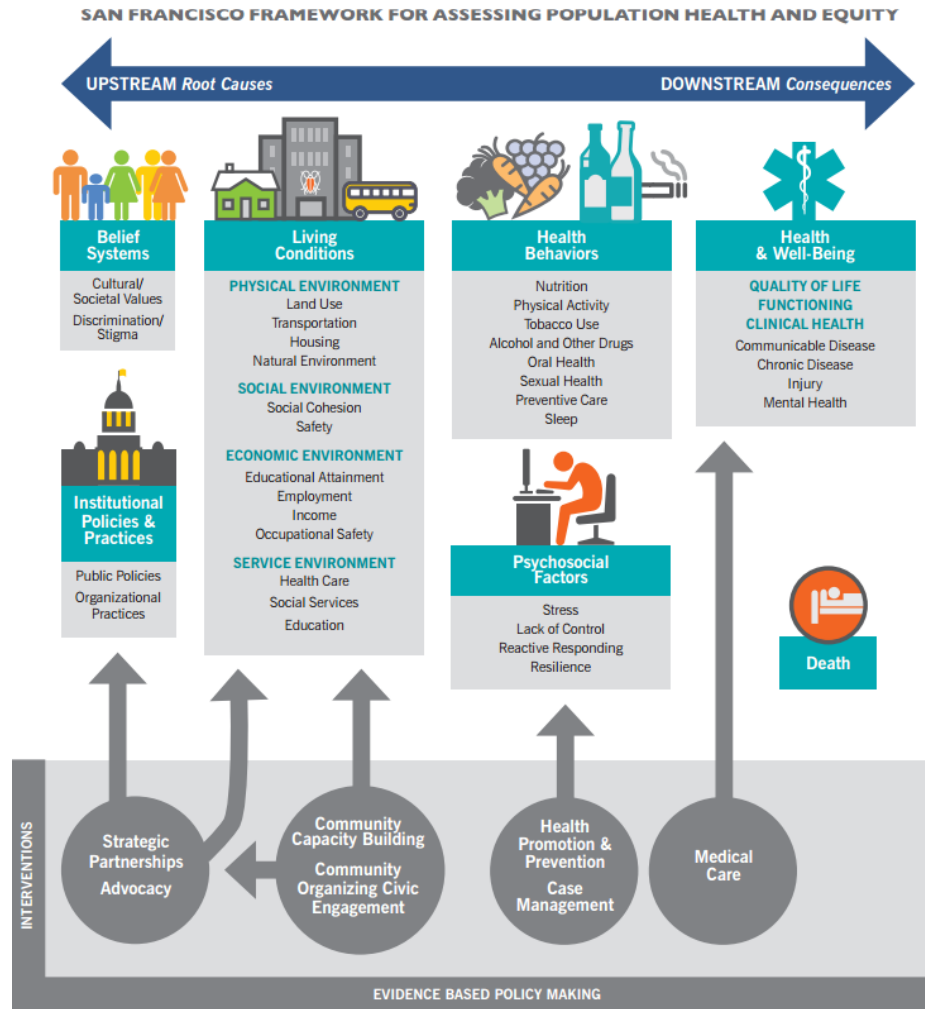 SAN FRANCISCO FRAMEWORK FOR ASSESSING POPULATION HEALTH AND EQUITY
UPSTREAM Root Causes
DOWNSTREAM Consequences
Belief
Systems
Cultural/
Societal Values
Discrimination/
Stigma
Institutional
Policies &
Practices
Public Policies
Organizational
Practices
Living
Conditions
PHYSICAL ENVIRONMENT
Land Use
Transportation
Housing
Natural Environment
SOCIAL ENVIRONMENT
Social Cohesion
Safety
ECONOMIC ENVIRONMENT
Educational Attainment
Employment
Income
Occupational Safety
SERVICE ENVIRONMENT
Health Care
Social Services
Education
Health
Behaviors
Nutrition
Physical Activity
Tobacco Use
Alcohol and Other Drugs
Oral Health
Sexual Health
Preventive Care
Sleep
Psychosocial
Factors
Stress
Lack of Control
Reactive Responding
Resilience
Health
& Well-Being
QUALITY OF LIFE
FUNCTIONING
CLINICAL HEALTH
Communicable Disease
Chronic Disease
Injury
Mental Health
Death
INTERVENTIONS
Strategic
Partnerships
Advocacy
Community
Capacity Building
Community
Organizing Civic
Engagement
Health
Promotion &
Prevention
Case
Management
Medical
Care
EVIDENCE BASED POLICY MAKING